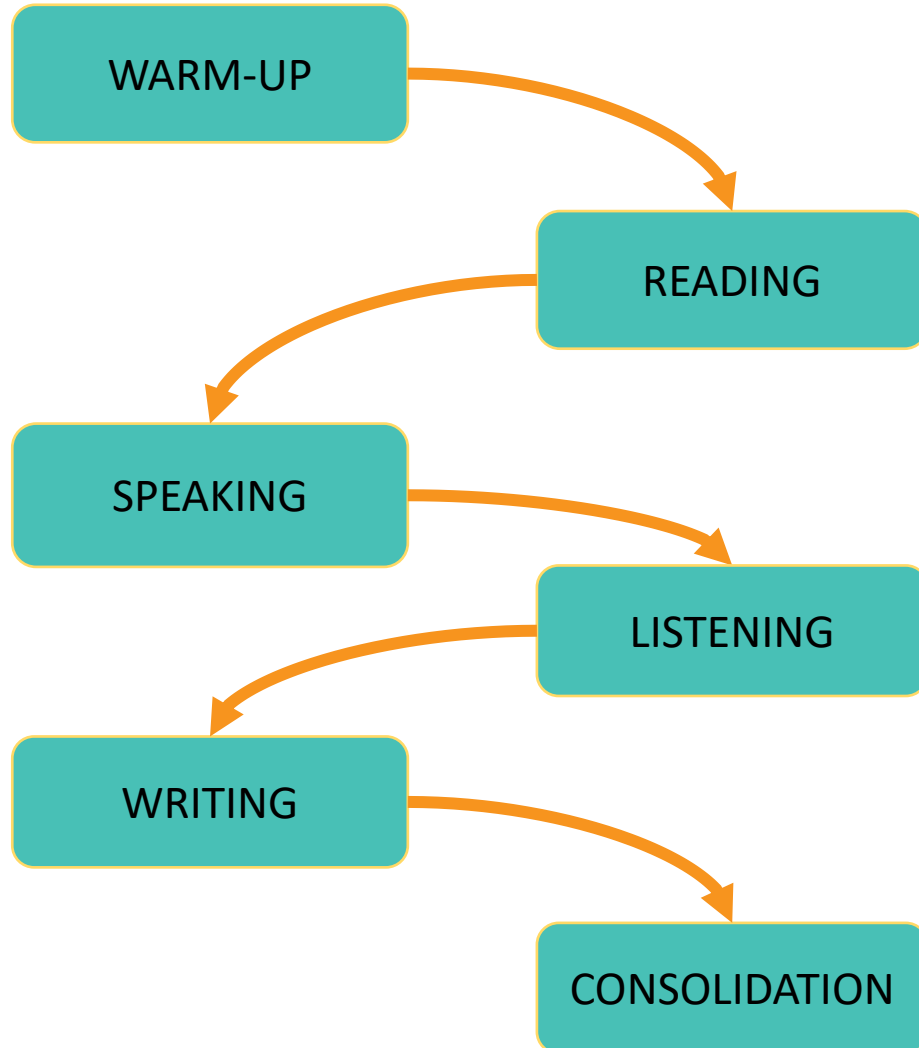 WARM-UP
READING
SPEAKING
LISTENING
WRITING
CONSOLIDATION